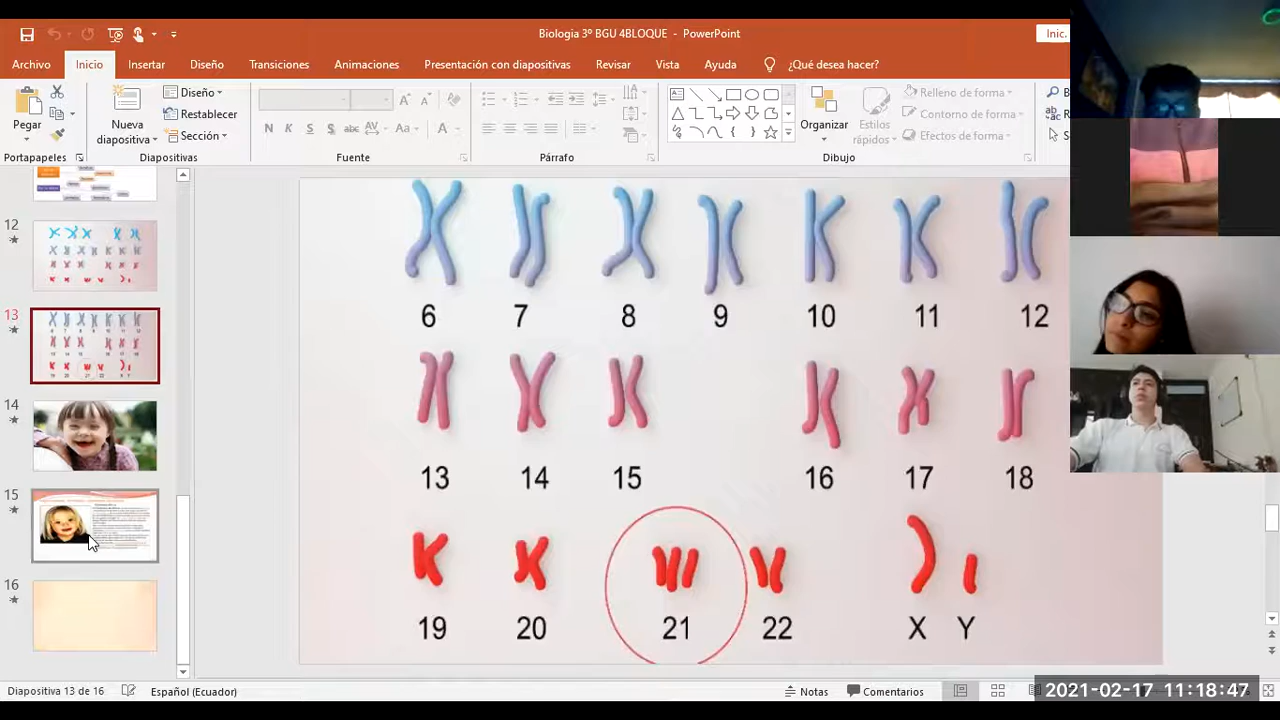 Biologia 3º BGU 4BLOQUE - PowerPoint
Inic.
Archivo Inicio Insertar Diseño Transiciones Animaciones Presentación con diapositivas Revisar Vista Ayuda ¿Qué desea hacer?
Pegar
Nueva diapositiva
Diseño
Restablecer
Sección
N K S abc AV Aa A
Organizar
Estilos rápidos
Relleno de forma
Contorno de forma
Efectos de forma
Portapapeles Diapositivas Fuente Párrafo Dibujo
12
13
14
15
16
6 7 8 9 10 11 12
13 14 15 16 17 18
19 20 21 22 X Y
Diapositiva 13 de 16 Español (Ecuador) Notas Comentarios
2021-02-17 11:18:47